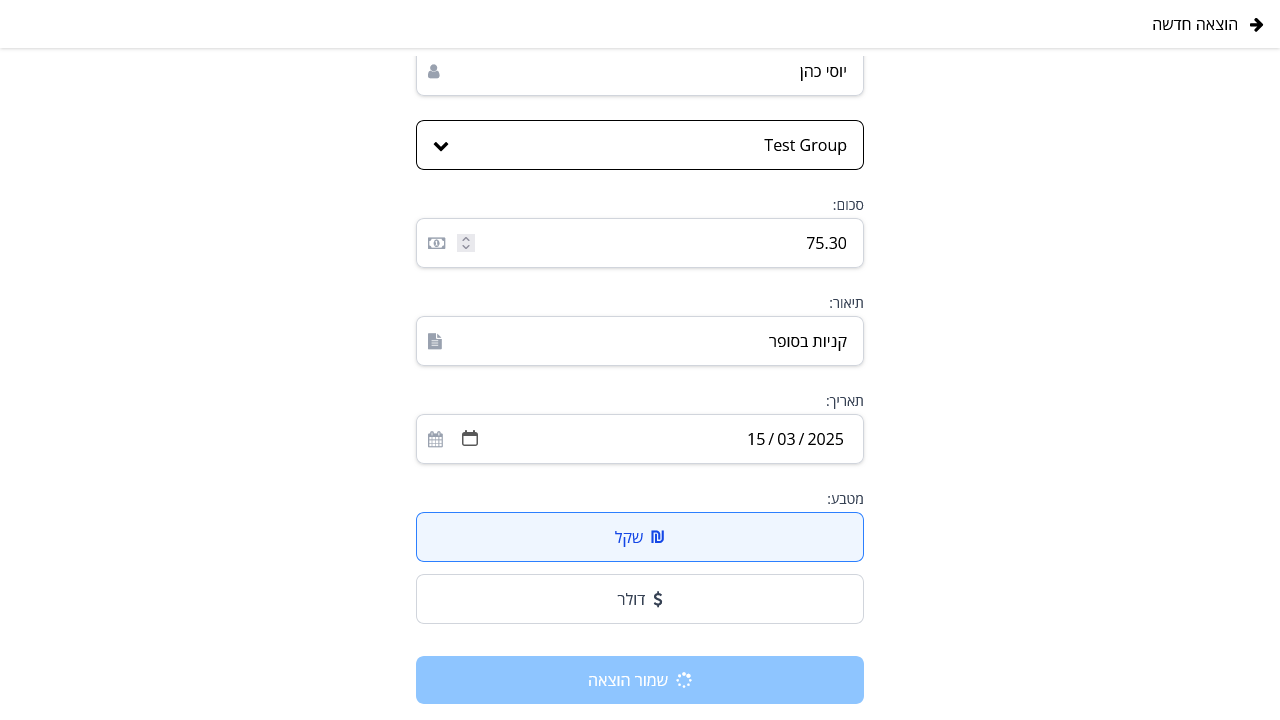 הוצאה חדשה
יוסי כהן
Test Group
סכום:
75.30
תיאור:
קניות בסופר
תאריך:
15/03/2025
מטבע:
₪ שקל
$ דולר
שמור הוצאה